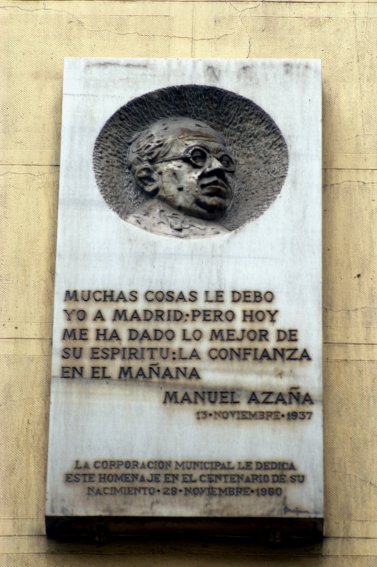 MUCHAS COSAS LE DEBO
YO A MADRID; PERO HOY
ME HA DADO LO MEJOR DE
SU ESPIRITU: LA CONFIANZA
EN EL MAÑANA
MANUEL AZAÑA
13·NOVIEMBRE·1937
LA CORPORACION MUNICIPAL LE DEDICA
ESTE HOMENAJE EN EL CENTENARIO DE SU
NACIMIENTO·28·NOVIEMBRE·1980